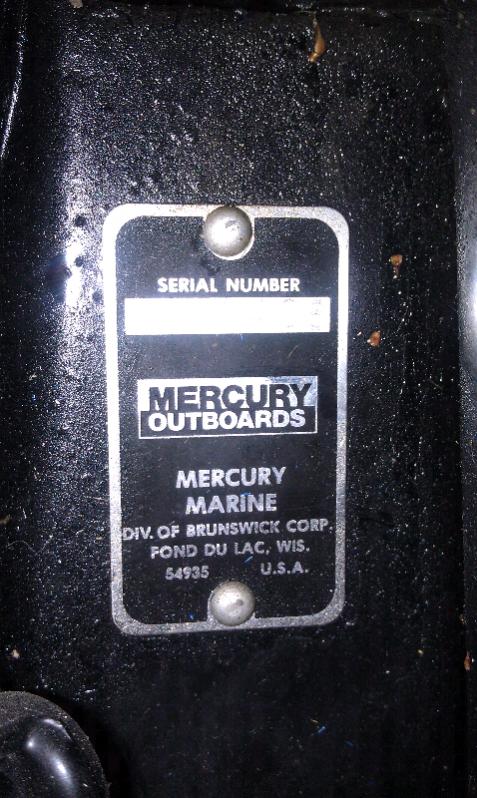 SERIAL NUMBER
MERCURY
OUTBOARDS
MERCURY
MARINE
DIV. OF BRUNSWICK CORP.
FOND DU LAC, WIS.
54935 U.S.A.